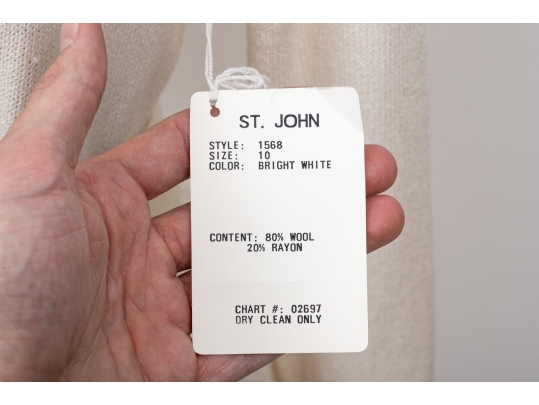 ST. JOHN
STYLE: 1568
SIZE: 10
COLOR: BRIGHT WHITE
CONTENT: 80% WOOL
20% RAYON
CHART #: 02697
DRY CLEAN ONLY